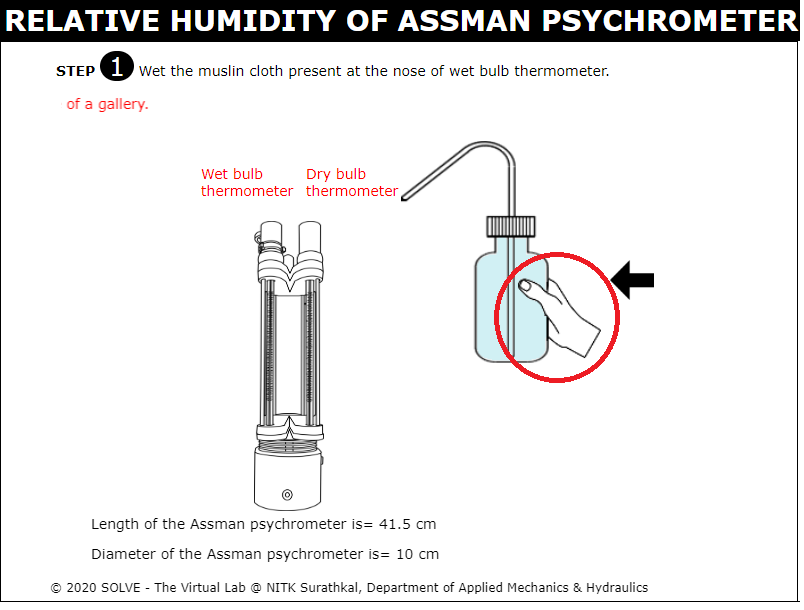 RELATIVE HUMIDITY OF ASSMAN PSYCHROMETER
STEP 1 Wet the muslin cloth present at the nose of wet bulb thermometer.
of a gallery.
Wet bulb
thermometer
Dry bulb
thermometer
Length of the Assman psychrometer is= 41.5 cm
Diameter of the Assman psychrometer is= 10 cm
© 2020 SOLVE - The Virtual Lab @ NITK Surathkal, Department of Applied Mechanics & Hydraulics